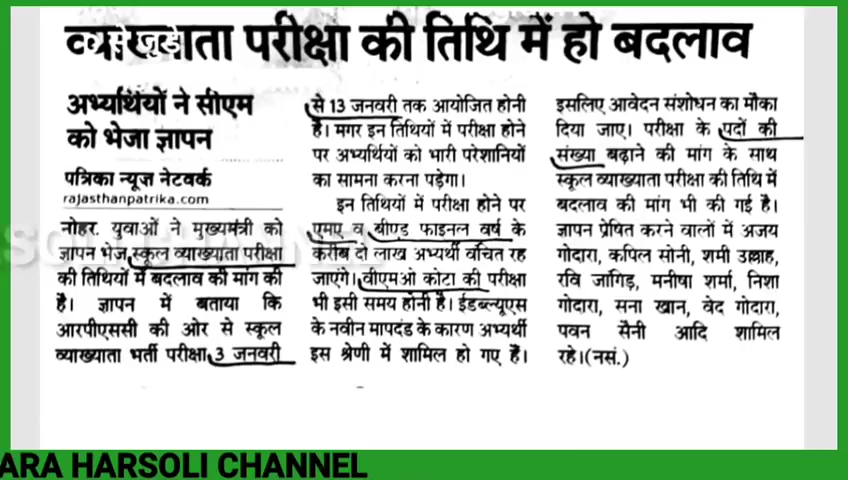 व्याख्याता परीक्षा की तिथि में हो बदलाव
अभ्यर्थियों ने सीएम
को भेजा ज्ञापन
पत्रिका न्यूज़ नेटवर्क
rajasthanpatrika.com
नोहर. युवाओं ने मुख्यमंत्री को
ज्ञापन भेज स्कूल व्याख्याता परीक्षा
की तिथियों में बदलाव की मांग की
है। ज्ञापन में बताया कि
आरपीएससी की ओर से स्कूल
व्याख्याता भर्ती परीक्षा 3 जनवरी
से 13 जनवरी तक आयोजित होनी
है। मगर इन तिथियों में परीक्षा होने
पर अभ्यर्थियों को भारी परेशानियों
का सामना करना पड़ेगा।
इन तिथियों में परीक्षा होने पर
एमए व बीएड फाइनल वर्ष के
करीब दो लाख अभ्यर्थी वंचित रह
जाएंगे। वीएमओ कोटा की परीक्षा
भी इसी समय होनी है। ईडब्ल्यूएस
के नवीन मापदंड के कारण अभ्यर्थी
इस श्रेणी में शामिल हो गए हैं।
इसलिए आवेदन संशोधन का मौका
दिया जाए। परीक्षा के पदों की
संख्या बढ़ाने की मांग के साथ
स्कूल व्याख्याता परीक्षा की तिथि में
बदलाव की मांग भी की गई है।
ज्ञापन प्रेषित करने वालों में अजय
गोदारा, कपिल सोनी, शमी उल्लाह,
रवि जांगिड़, मनीषा शर्मा, निशा
गोदारा, सना खान, वेद गोदारा,
पवन सैनी आदि शामिल
रहे।(नसं.)
ARA HARSOLI CHANNEL